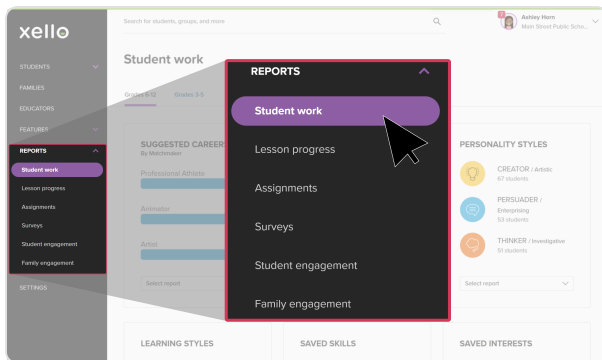 xello
Search for students, groups, and more
1
Ashley Horn
Main Street Public Scho...
STUDENTS
FAMILIES
EDUCATORS
FEATURES
REPORTS
Student work
Lesson progress
Assignments
Surveys
Student engagement
Family engagement
SETTINGS
Student work
Grades 6-12
Grades 3-5
SUGGESTED CAREER
By Matchmaker
Professional Athlete
Animator
Artist
Select report
REPORTS
Student work
Lesson progress
Assignments
Surveys
Student engagement
Family engagement
PERSONALITY STYLES
CREATOR / Artistic
67 students
PERSUADER /
Enterprising
53 students
THINKER / Investigative
51 students
Select report
LEARNING STYLES
SAVED SKILLS
SAVED INTERESTS